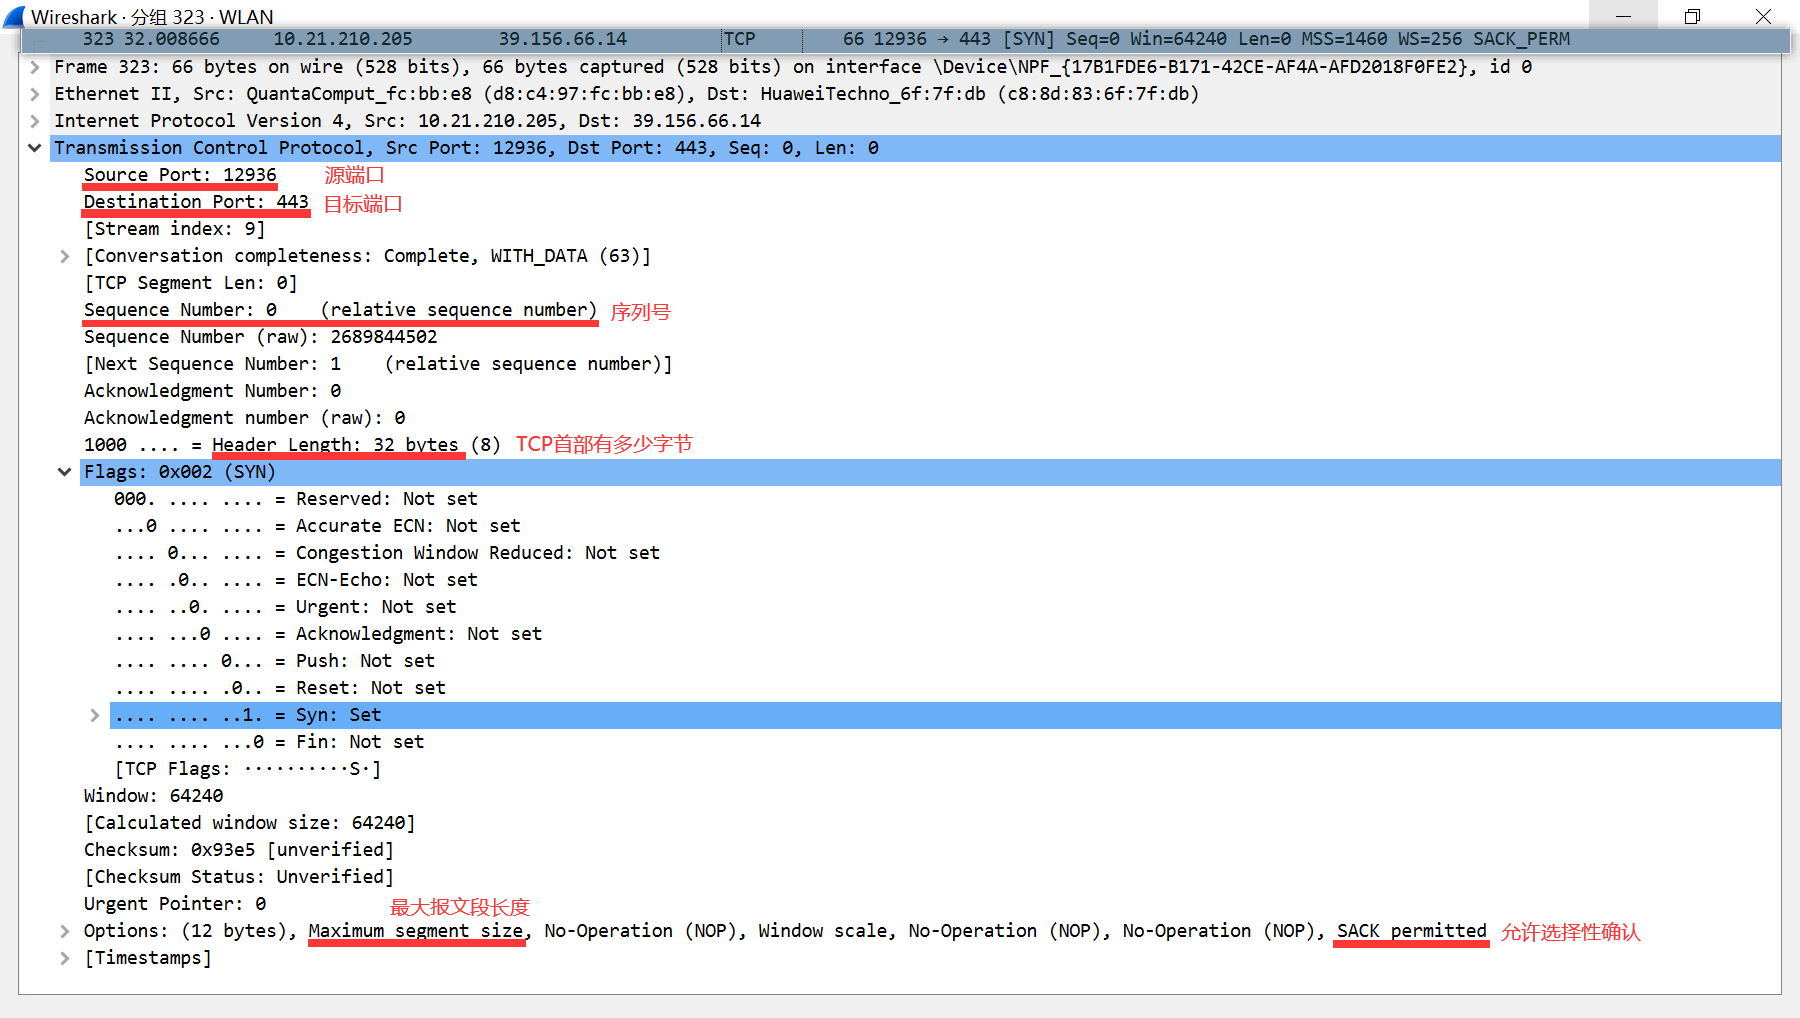 Wireshark · 分组 323 · WLAN
323 32.008666 10.21.210.205 39.156.66.14 TCP 66 12936 → 443 [SYN] Seq=0 Win=64240 Len=0 MSS=1460 WS=256 SACK_PERM
Frame 323: 66 bytes on wire (528 bits), 66 bytes captured (528 bits) on interface \Device\NPF_{17B1FDE6-B171-42CE-AF4A-AFD2018F0FE2}, id 0
Ethernet II, Src: QuantaComput_fc:bb:e8 (d8:c4:97:fc:bb:e8), Dst: HuaweiTechno_6f:7f:db (c8:8d:83:6f:7f:db)
Internet Protocol Version 4, Src: 10.21.210.205, Dst: 39.156.66.14
Transmission Control Protocol, Src Port: 12936, Dst Port: 443, Seq: 0, Len: 0
Source Port: 12936 源端口
Destination Port: 443 目标端口
[Stream index: 9]
[Conversation completeness: Complete, WITH_DATA (63)]
[TCP Segment Len: 0]
Sequence Number: 0 (relative sequence number) 序列号
Sequence Number (raw): 2689844502
[Next Sequence Number: 1 (relative sequence number)]
Acknowledgment Number: 0
Acknowledgment number (raw): 0
1000 .... = Header Length: 32 bytes (8) TCP首部有多少字节
Flags: 0x002 (SYN)
000. .... .... = Reserved: Not set
...0 .... .... = Accurate ECN: Not set
.... 0... .... = Congestion Window Reduced: Not set
.... .0.. .... = ECN-Echo: Not set
.... ..0. .... = Urgent: Not set
.... ...0 .... = Acknowledgment: Not set
.... .... 0... = Push: Not set
.... .... .0.. = Reset: Not set
.... .... ..1. = Syn: Set
.... .... ...0 = Fin: Not set
[TCP Flags: ··········S·]
Window: 64240
[Calculated window size: 64240]
Checksum: 0x93e5 [unverified]
[Checksum Status: Unverified]
Urgent Pointer: 0
最大报文段长度
Options: (12 bytes), Maximum segment size, No-Operation (NOP), Window scale, No-Operation (NOP), No-Operation (NOP), SACK permitted 允许选择性确认
[Timestamps]